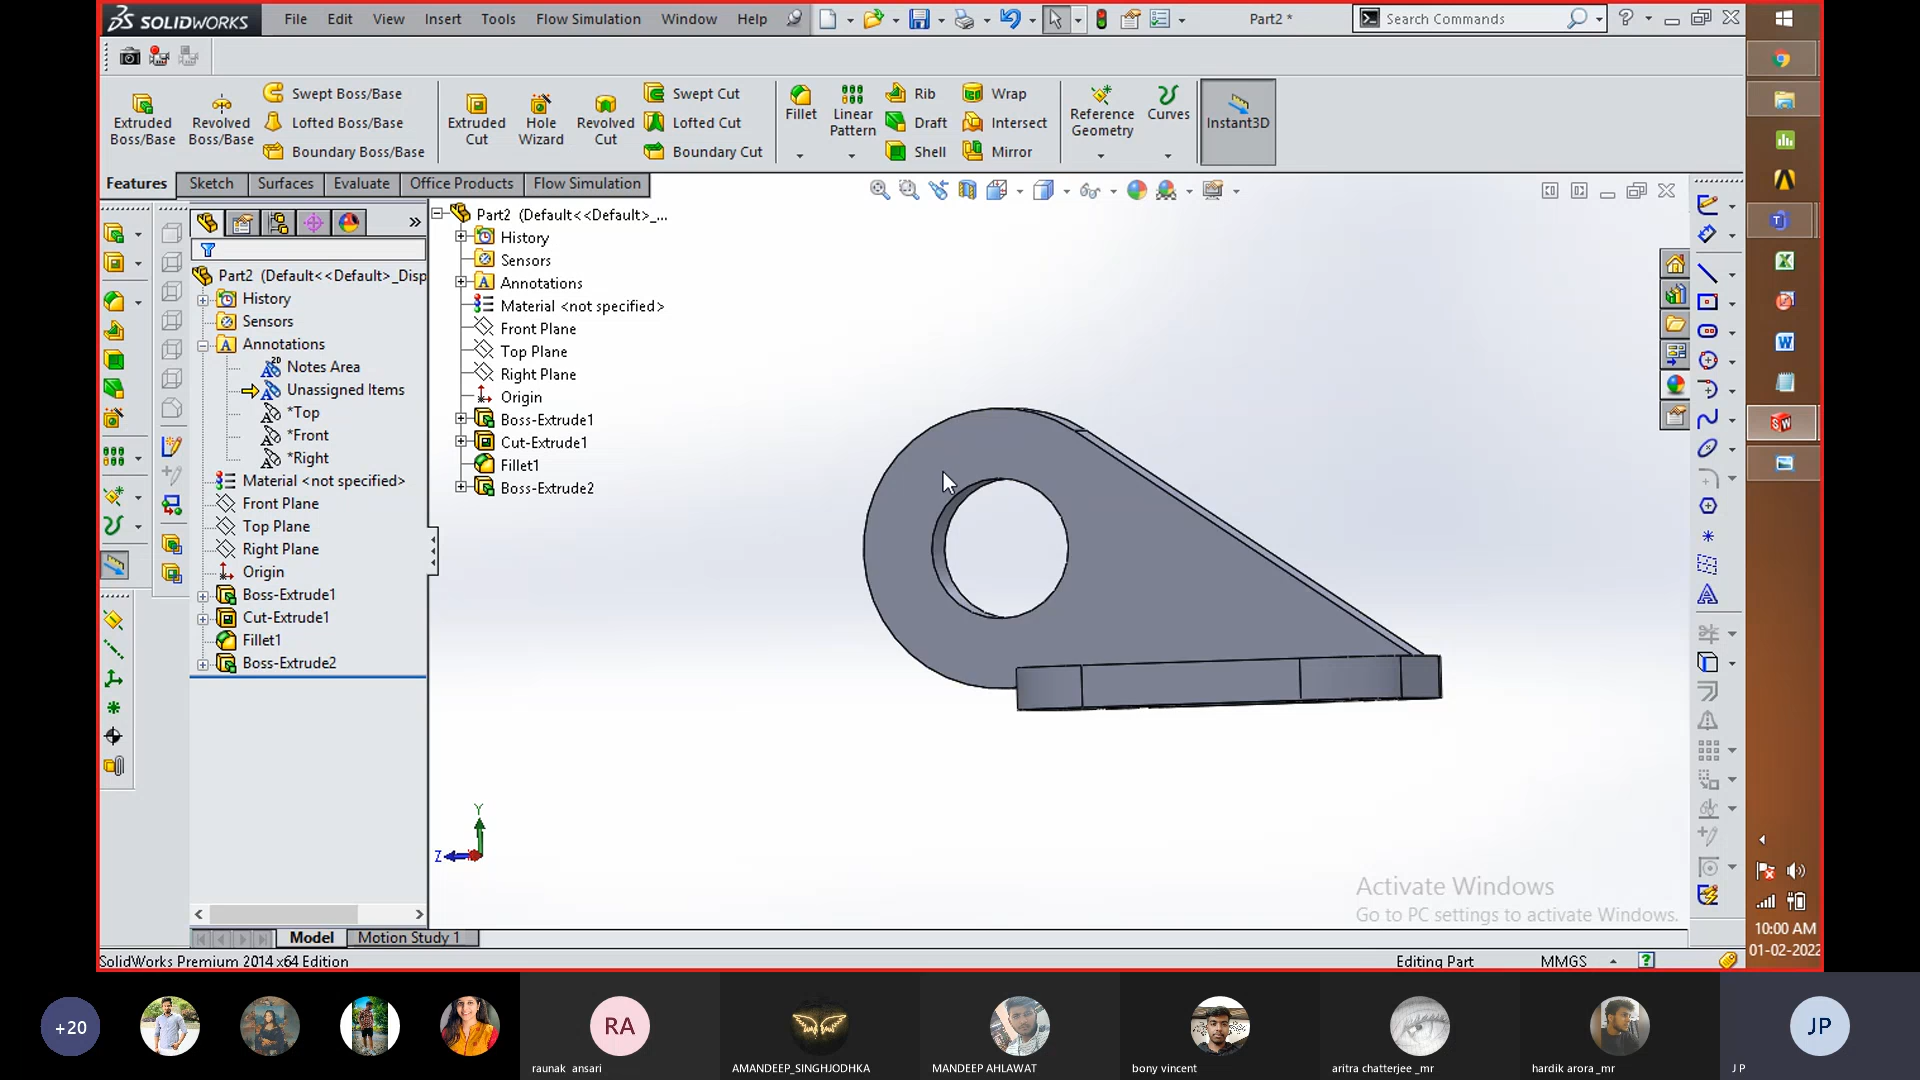 SOLIDWORKS File Edit View Insert Tools Flow Simulation Window Help Part2 * Search Commands
Extruded Boss/Base
Revolved Boss/Base
Swept Boss/Base
Lofted Boss/Base
Boundary Boss/Base
Extruded Cut
Hole Wizard
Revolved Cut
Swept Cut
Lofted Cut
Boundary Cut
Fillet
Linear Pattern
Rib
Draft
Shell
Wrap
Intersect
Mirror
Reference Geometry
Curves
Instant3D
Features Sketch Surfaces Evaluate Office Products Flow Simulation
Part2 (Default<<Default>_Disp
History
Sensors
Annotations
Notes Area
Unassigned Items
*Top
*Front
*Right
Material <not specified>
Front Plane
Top Plane
Right Plane
Origin
Boss-Extrude1
Cut-Extrude1
Fillet1
Boss-Extrude2
Part2 (Default<<Default>_...
History
Sensors
Annotations
Material <not specified>
Front Plane
Top Plane
Right Plane
Origin
Boss-Extrude1
Cut-Extrude1
Fillet1
Boss-Extrude2
Y
Z
Activate Windows
Go to PC settings to activate Windows.
10:00 AM
01-02-2022
Model Motion Study 1
SolidWorks Premium 2014 x64 Edition Editing Part MMGS
+20
RA
JP
raunak ansari
AMANDEEP_SINGHJODHKA
MANDEEP AHLAWAT
bony vincent
aritra chatterjee _mr
hardik arora _mr
J P